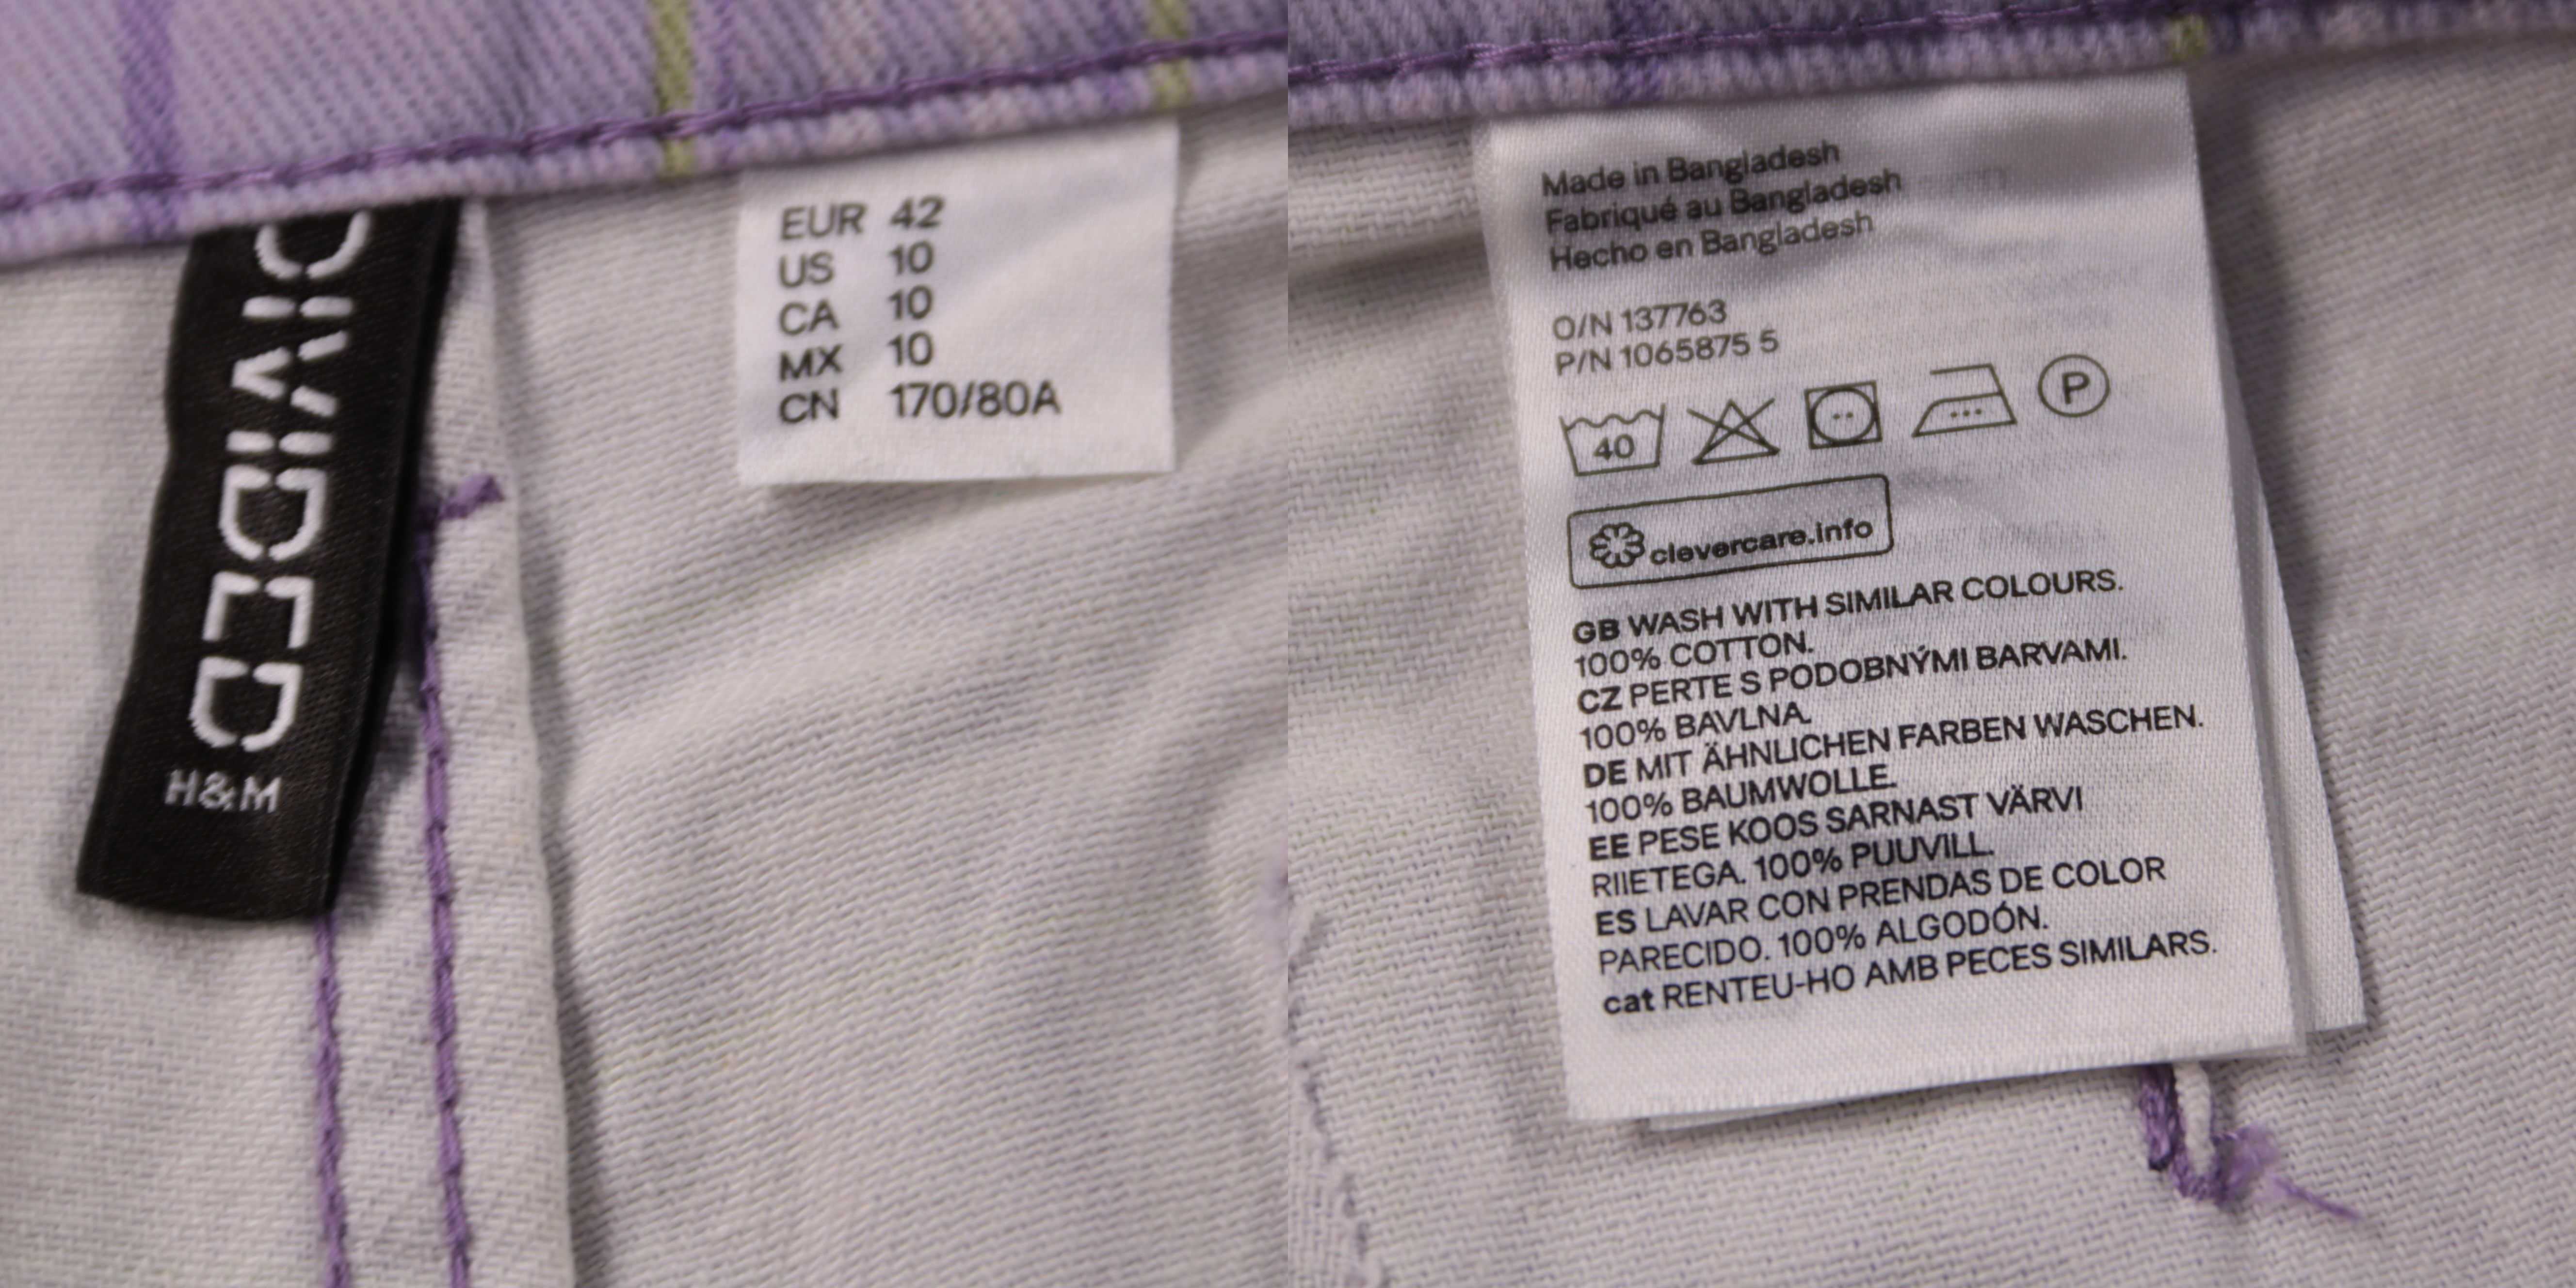 DIVIDED
H&M
EUR 42
US 10
CA 10
MX 10
CN 170/80A
Made in Bangladesh
Fabriqué au Bangladesh
Hecho en Bangladesh
O/N 137763
P/N 1065875 5
40 P
clevercare.info
GB WASH WITH SIMILAR COLOURS.
100% COTTON.
CZ PERTE S PODOBNÝMI BARVAMI.
100% BAVLNA.
DE MIT ÄHNLICHEN FARBEN WASCHEN.
100% BAUMWOLLE.
EE PESE KOOS SARNAST VÄRVI
RIIETEGA. 100% PUUVILL.
ES LAVAR CON PRENDAS DE COLOR
PARECIDO. 100% ALGODÓN.
cat RENTEU-HO AMB PECES SIMILARS.